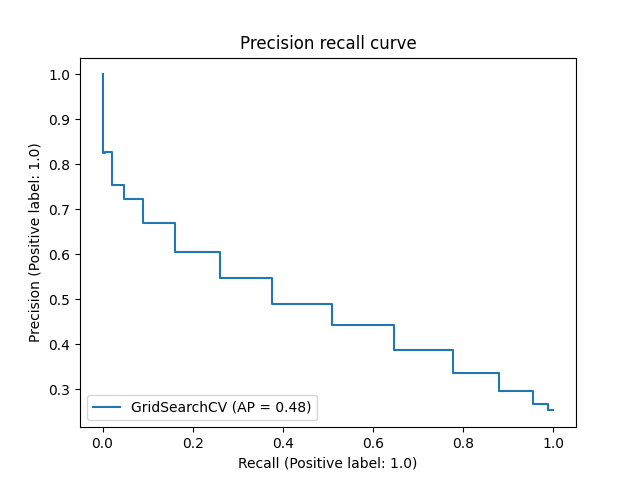 Precision recall curve
1.0
0.9
0.8
0.7
0.6
0.5
0.4
0.3
Precision (Positive label: 1.0)
GridSearchCV (AP = 0.48)
0.0 0.2 0.4 0.6 0.8 1.0
Recall (Positive label: 1.0)